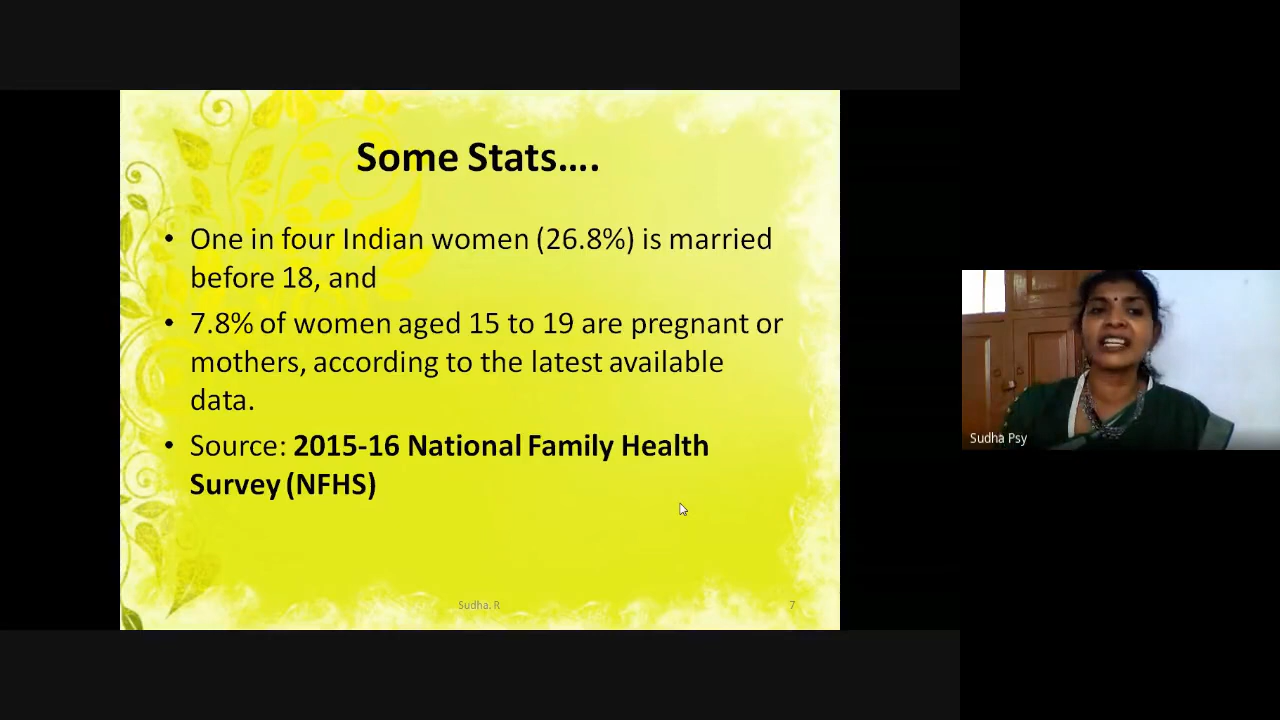 Some Stats....
• One in four Indian women (26.8%) is married
before 18, and
• 7.8% of women aged 15 to 19 are pregnant or
mothers, according to the latest available
data.
• Source: 2015-16 National Family Health
Survey (NFHS)
Sudha. R
7
Sudha Psy